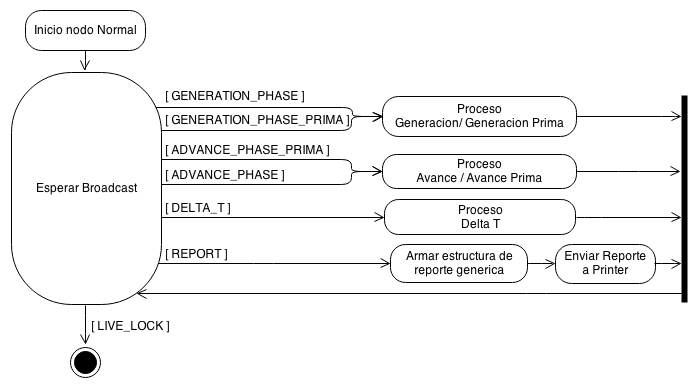 Inicio nodo Normal
[ GENERATION_PHASE ]
[ GENERATION_PHASE_PRIMA ]
Proceso
Generacion/ Generacion Prima
[ ADVANCE_PHASE_PRIMA ]
[ ADVANCE_PHASE ]
Proceso
Avance / Avance Prima
Esperar Broadcast
[ DELTA_T ]
Proceso
Delta T
[ REPORT ]
Armar estructura de
reporte generica
Enviar Reporte
a Printer
[ LIVE_LOCK ]